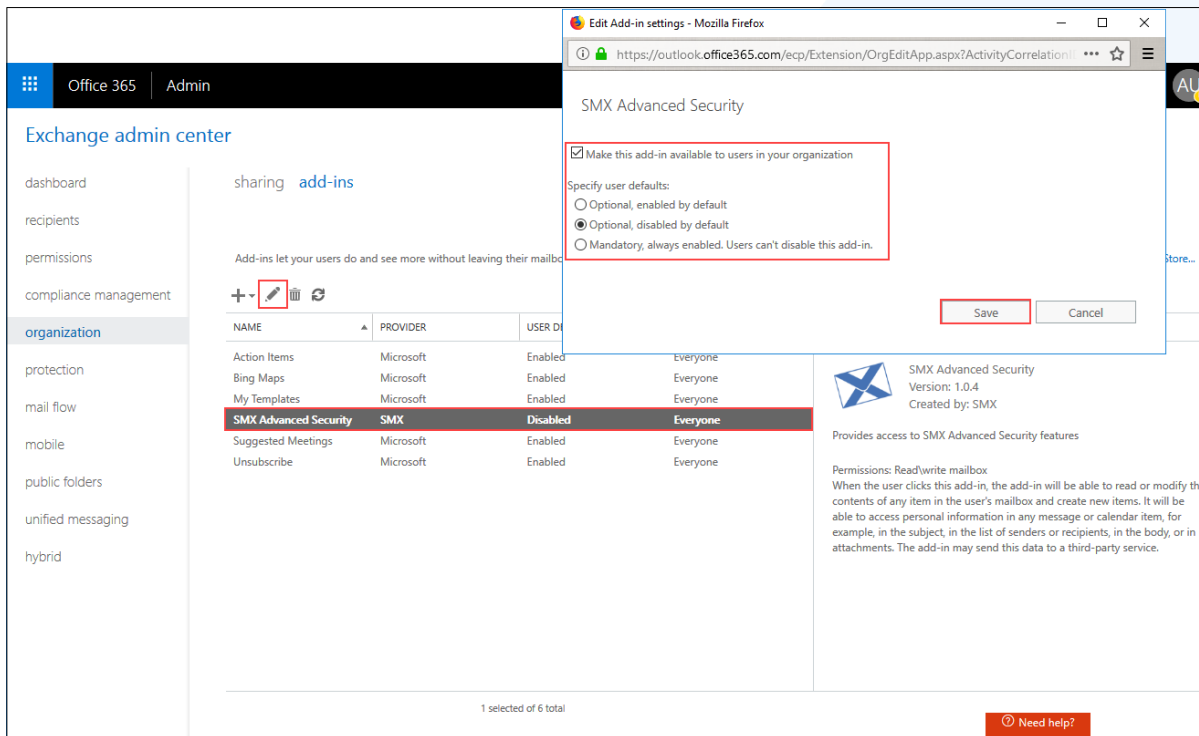 Edit Add-in settings - Mozilla Firefox
https://outlook.office365.com/ecp/Extension/OrgEditApp.aspx?ActivityCorrelation
Office 365
Admin
AU
SMX Advanced Security
Make this add-in available to users in your organization
Specify user defaults:
Optional, enabled by default
Optional, disabled by default
Mandatory, always enabled. Users can't disable this add-in.
Save
Cancel
Exchange admin center
dashboard
recipients
permissions
compliance management
organization
protection
mail flow
mobile
public folders
unified messaging
hybrid
sharing add-ins
Add-ins let your users do and see more without leaving their
Store...
NAME PROVIDER USER
Action Items Microsoft Enabled Everyone
Bing Maps Microsoft Enabled Everyone
My Templates Microsoft Enabled Everyone
SMX Advanced Security SMX Disabled Everyone
Suggested Meetings Microsoft Enabled Everyone
Unsubscribe Microsoft Enabled Everyone
SMX Advanced Security
Version: 1.0.4
Created by: SMX
Provides access to SMX Advanced Security features
Permissions: Read\write mailbox
When the user clicks this add-in, the add-in will be able to read or modify
contents of any item in the user's mailbox and create new items. It will be
able to access personal information in any message or calendar item, for
example, in the subject, in the list of senders or recipients, in the body, or in
attachments. The add-in may send this data to a third-party service.
1 selected of 6 total
Need help?